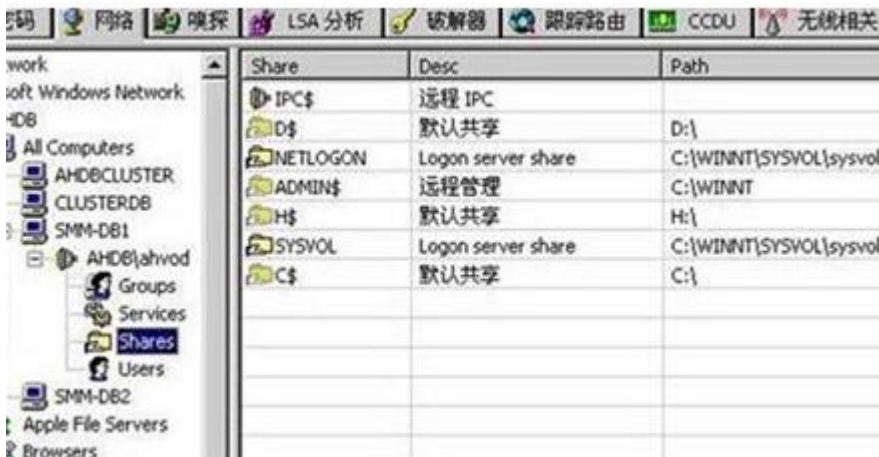 密码 网络 嗅探 LSA 分析 破解器 跟踪路由 CCDU 无线相关
work
oft Windows Network
HDB
All Computers
AHDBCLUSTER
CLUSTERDB
SMM-DB1
AHDB\ahvod
Groups
Services
Shares
Users
SMM-DB2
Apple File Servers
Browsers
Share Desc Path
IPC$ 远程 IPC
D$ 默认共享 D:\
NETLOGON Logon server share C:\WINNT\SYSVOL\sysvol
ADMIN$ 远程管理 C:\WINNT
H$ 默认共享 H:\
SYSVOL Logon server share C:\WINNT\SYSVOL\sysvol
C$ 默认共享 C:\